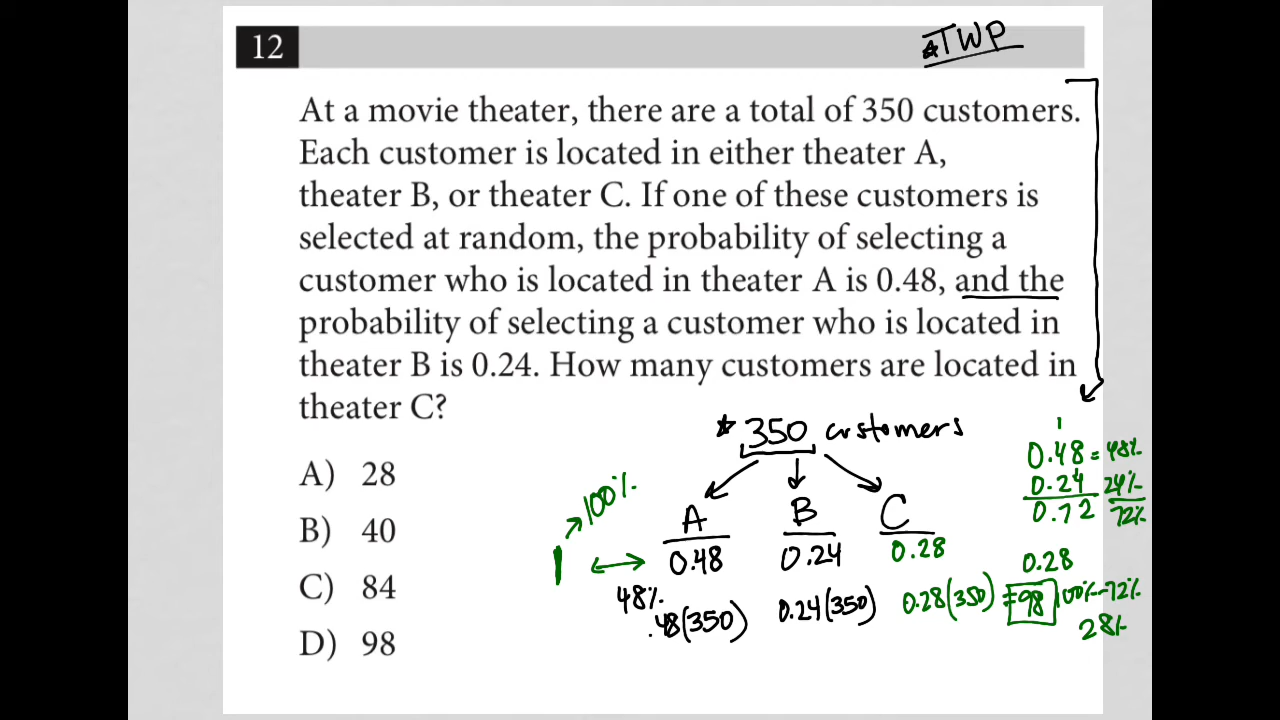 12
*TWP
At a movie theater, there are a total of 350 customers.
Each customer is located in either theater A,
theater B, or theater C. If one of these customers is
selected at random, the probability of selecting a
customer who is located in theater A is 0.48, and the
probability of selecting a customer who is located in
theater B is 0.24. How many customers are located in
theater C?
A) 28
B) 40
C) 84
D) 98
* 350 customers
A B C
0.48 0.24 0.28
1
100%
48%
.48(350) 0.24(350) 0.28(350) = 98
1
0.48 = 48%
0.24 24%
0.72 72%
0.28
100%-72%
28%